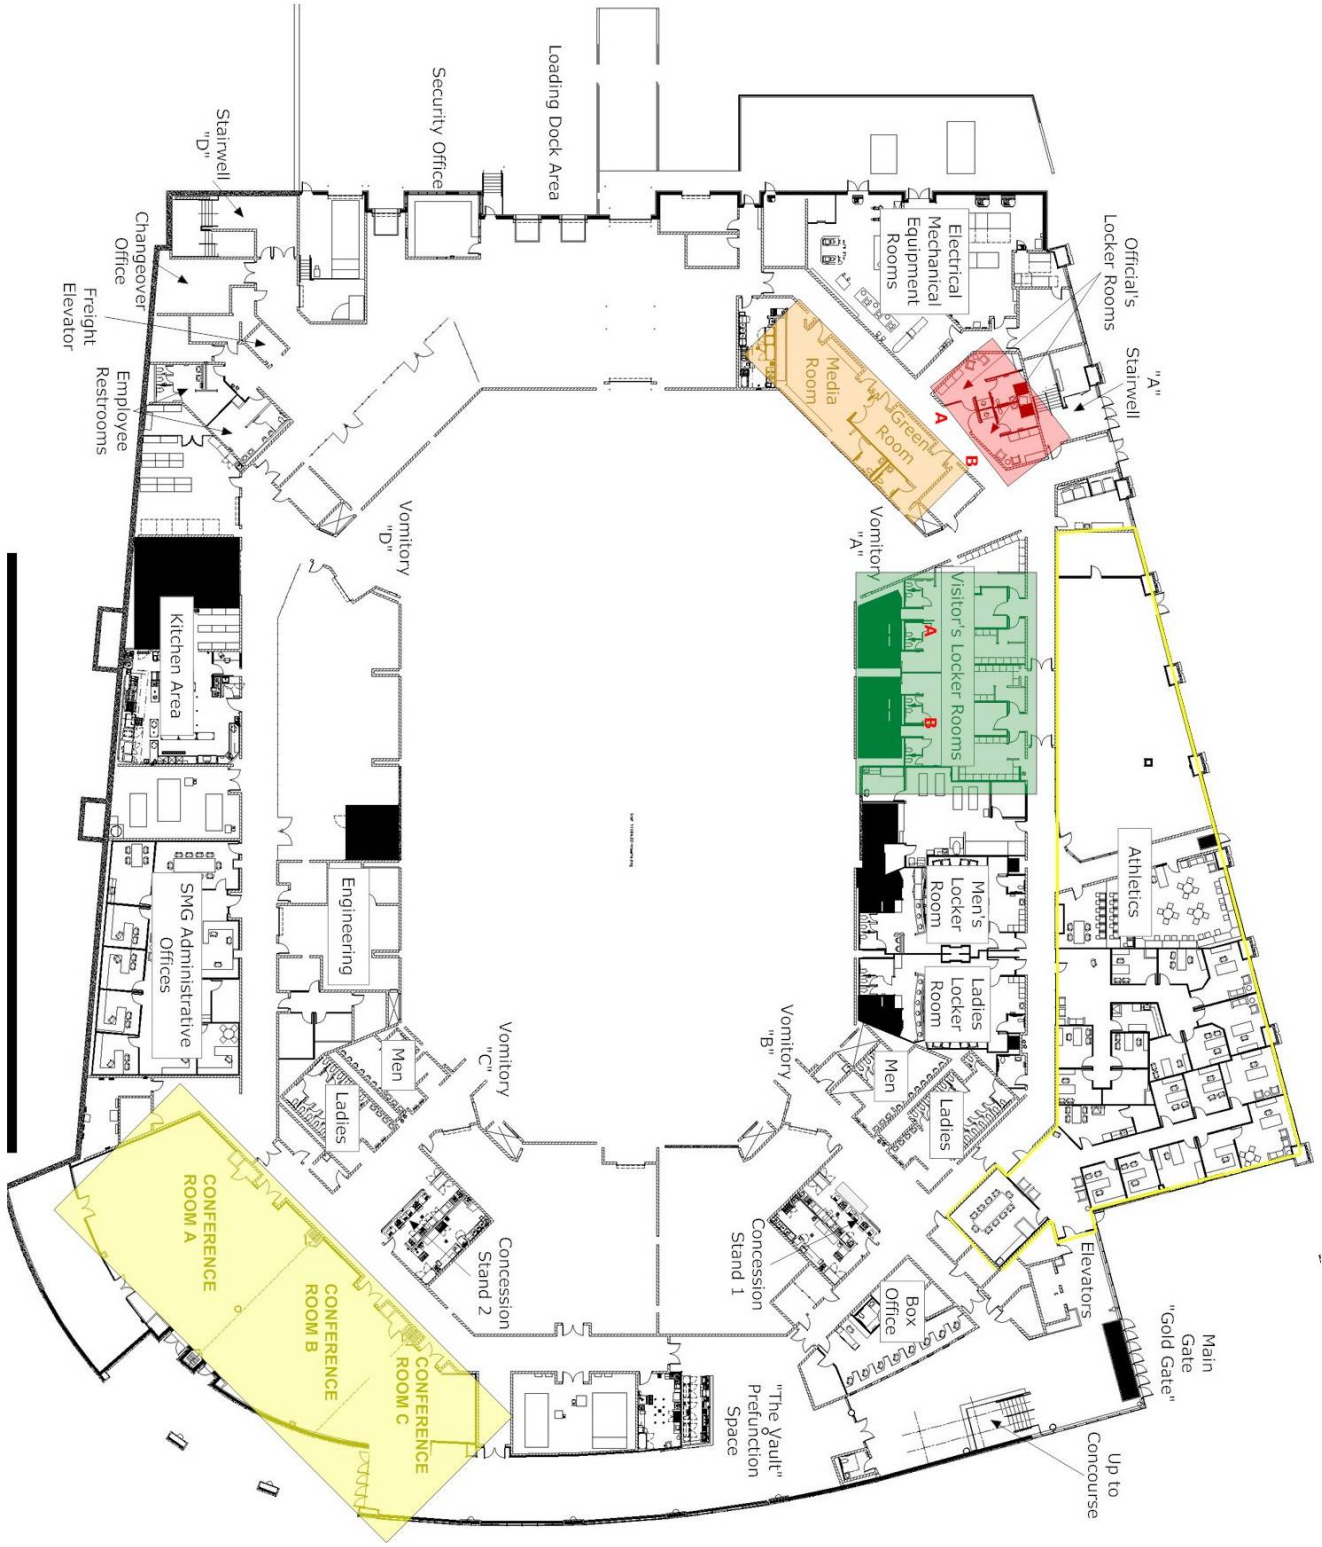 Loading Dock Area
Security Office
Stairwell
"D"
Changeover
Office
Freight
Elevator
Employee
Restrooms
Electrical
Mechanical
Equipment
Rooms
Official's
Locker Rooms
"A"
Stairwell
Media
Room
Green
Room
A
B
Vomitory
"D"
Vomitory
"A"
Visitor's Locker Rooms
A
B
Kitchen Area
Athletics
SMG Administrative
Offices
Engineering
Men's
Locker
Room
Ladies
Locker
Room
Vomitory
"C"
Vomitory
"B"
Men
Ladies
Men
Ladies
Concession
Stand 2
Concession
Stand 1
Box
Office
Elevators
Main
Gate
"Gold Gate"
CONFERENCE
ROOM A
CONFERENCE
ROOM B
CONFERENCE
ROOM C
"The Vault"
Prefunction
Space
Up to
Concourse